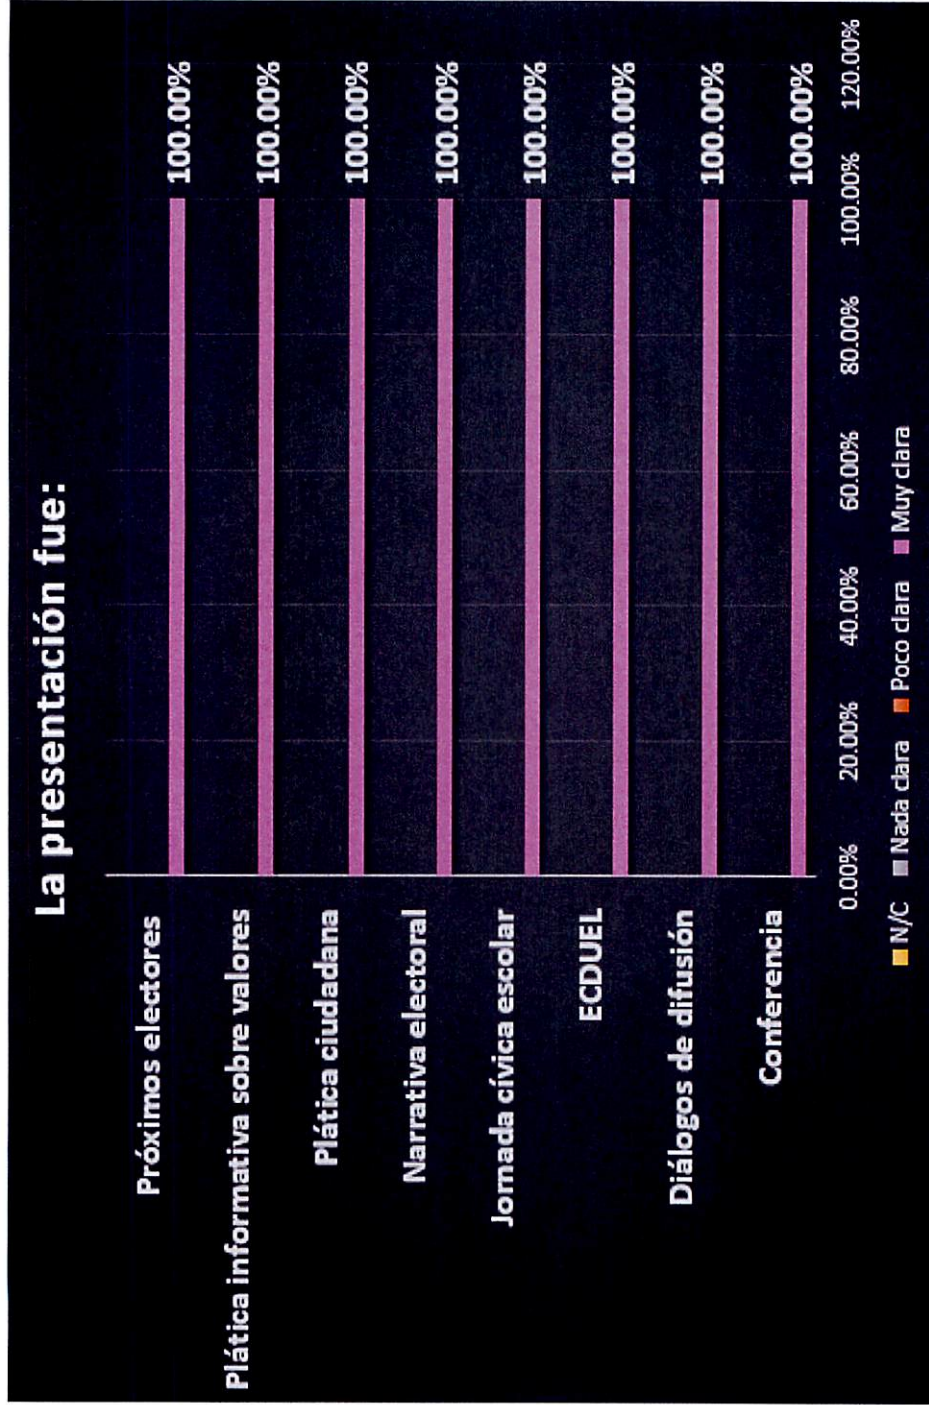 La presentación fue:
Próximos electores 100.00%
Plática informativa sobre valores 100.00%
Plática ciudadana 100.00%
Narrativa electoral 100.00%
Jornada cívica escolar 100.00%
ECDUEL 100.00%
Diálogos de difusión 100.00%
Conferencia 100.00%
0.00% 20.00% 40.00% 60.00% 80.00% 100.00% 120.00%
N/C Nada clara Poco clara Muy clara